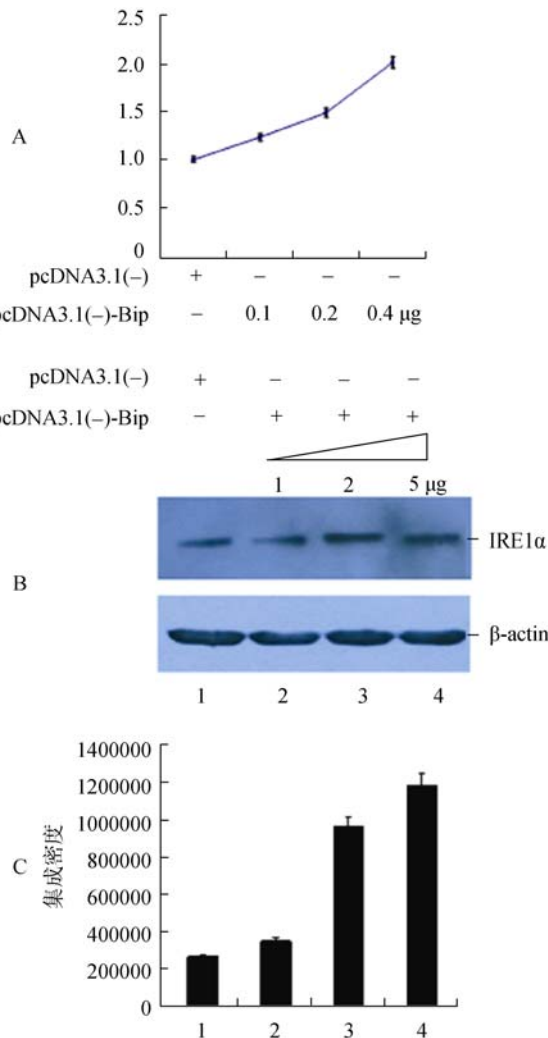 2.5
2.0
1.5
1.0
0.5
0
A
pcDNA3.1(–) + – – –
pcDNA3.1(–)-Bip – 0.1 0.2 0.4 μg
pcDNA3.1(–) + – – –
pcDNA3.1(–)-Bip – + + +
1 2 5 μg
IRE1α
B
β-actin
1 2 3 4
1400000
1200000
1000000
800000
600000
400000
200000
0
C
集成密度
1 2 3 4